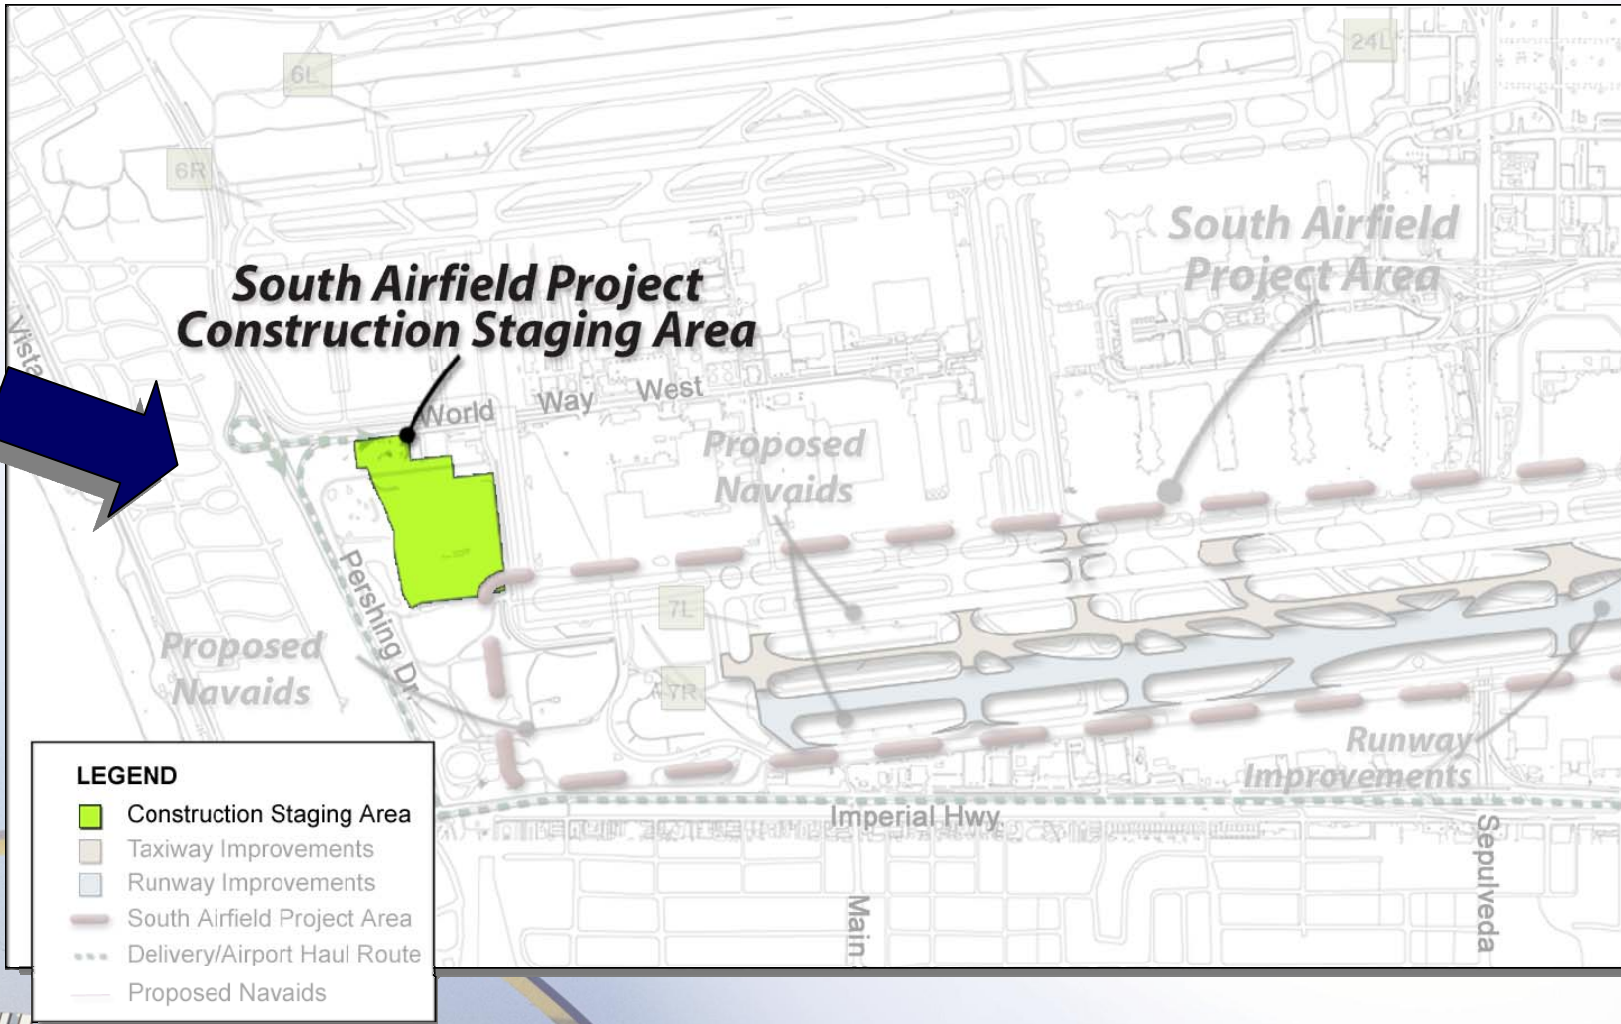 6L
24L
6R
South Airfield
Project Area
South Airfield Project
Construction Staging Area
Vista
World Way West
Proposed
Navaids
Pershing Dr.
7L
7R
Proposed
Navaids
Runway
Improvements
Imperial Hwy
Sepulveda
Main
LEGEND
Construction Staging Area
Taxiway Improvements
Runway Improvements
South Airfield Project Area
Delivery/Airport Haul Route
Proposed Navaids